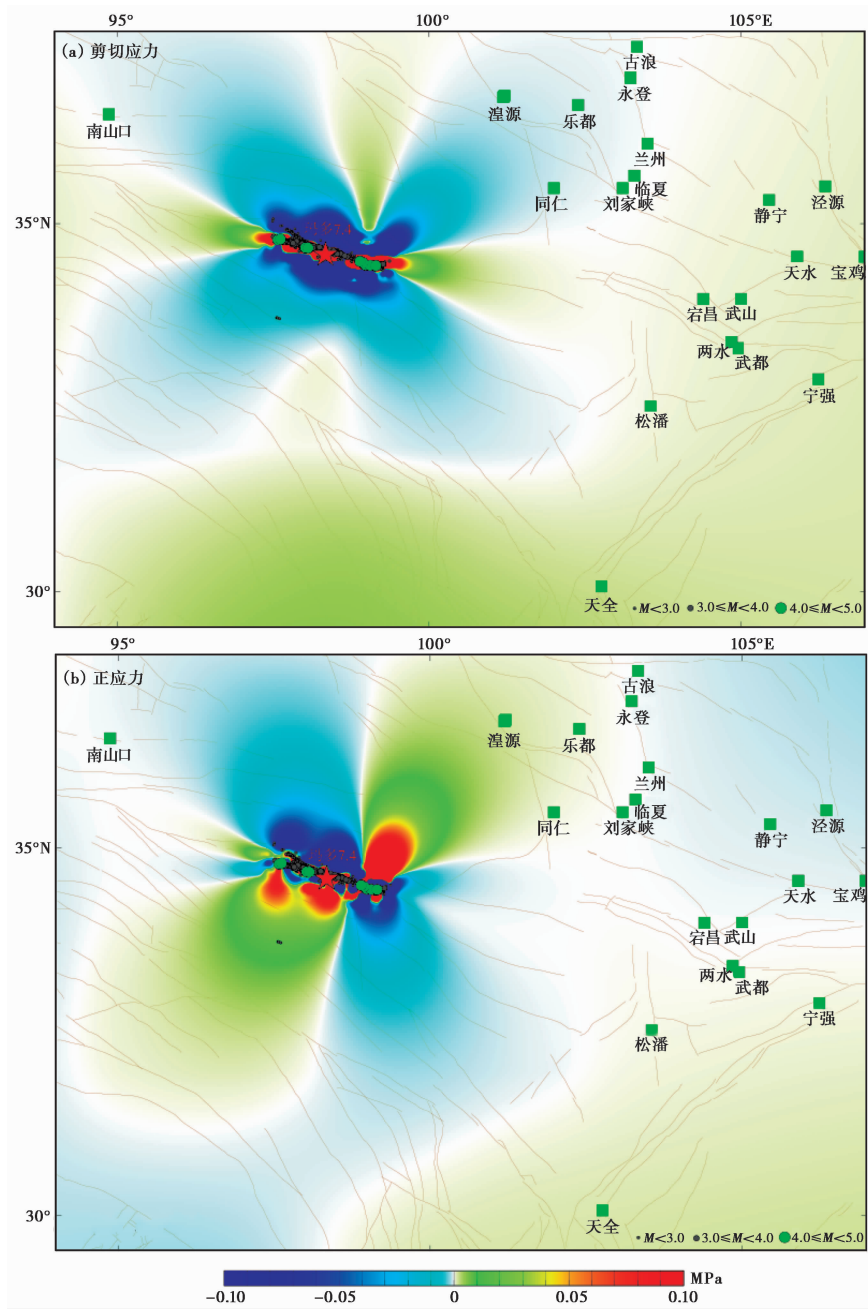 95° 100° 105°E
(a) 剪切应力
古浪
永登
湟源
乐都
南山口
兰州
临夏
同仁
刘家峡
静宁
泾源
35°
天水
宝鸡
宕昌
武山
两水
武都
宁强
松潘
30°
天全
M<3.0 3.0≤M<4.0 4.0≤M<5.0
95° 100° 105°E
(b) 正应力
古浪
永登
湟源
乐都
南山口
兰州
临夏
同仁
刘家峡
静宁
泾源
35°
天水
宝鸡
宕昌
武山
两水
武都
宁强
松潘
30°
天全
M<3.0 3.0≤M<4.0 4.0≤M<5.0
MPa
-0.10 -0.05 0 0.05 0.10